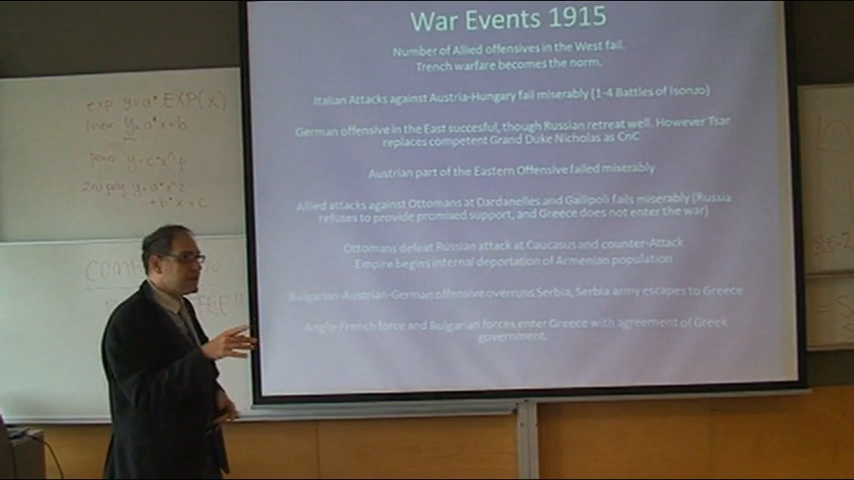 War Events 1915
Number of Allied offensives in the West fail.
Trench warfare becomes the norm.
Italian Attacks against Austria-Hungary fail miserably (1-4 Battles of Isonzo)
German offensive in the East succesful, though Russian retreat well. However Tsar
replaces competent Grand Duke Nicholas as CnC
Austrian part of the Eastern Offensive failed miserably
Allied attacks against Ottomans at Dardanelles and Gallipoli fails miserably (Russia
refuses to provide promised support, and Greece does not enter the war)
Ottomans defeat Russian attack at Caucasus and counter-Attack
Empire begins internal deportation of Armenian population
Bulgarian-Austrian-German offensive overruns Serbia, Serbia army escapes to Greece
Anglo-French force and Bulgarian forces enter Greece with agreement of Greek
government.
exp y=a* EXP(x)
linear y=a*x+b
y=c*x^p
2nd poly y=a*x^2
+b*x+c